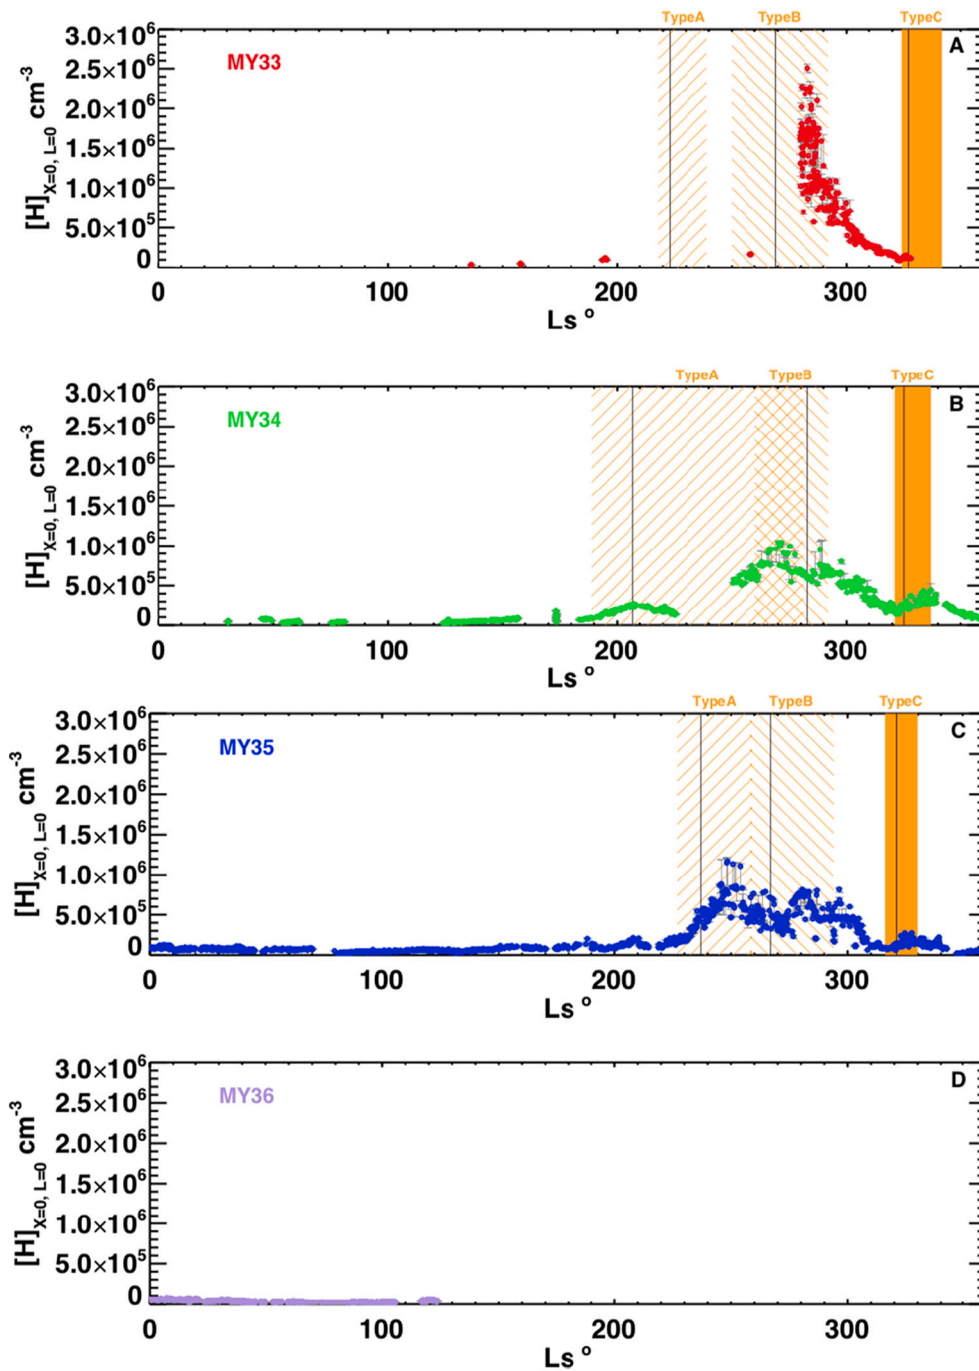 TypeA TypeB TypeC
3.0×10⁶ A
MY33
2.5×10⁶
2.0×10⁶
1.5×10⁶
1.0×10⁶
5.0×10⁵
0
[H]X=0, L=0 cm⁻³
0 100 200 300
Ls º
TypeA TypeB TypeC
3.0×10⁶ B
MY34
2.5×10⁶
2.0×10⁶
1.5×10⁶
1.0×10⁶
5.0×10⁵
0
[H]X=0, L=0 cm⁻³
0 100 200 300
Ls º
TypeA TypeB TypeC
3.0×10⁶ C
MY35
2.5×10⁶
2.0×10⁶
1.5×10⁶
1.0×10⁶
5.0×10⁵
0
[H]X=0, L=0 cm⁻³
0 100 200 300
Ls º
3.0×10⁶ D
MY36
2.5×10⁶
2.0×10⁶
1.5×10⁶
1.0×10⁶
5.0×10⁵
0
[H]X=0, L=0 cm⁻³
0 100 200 300
Ls º